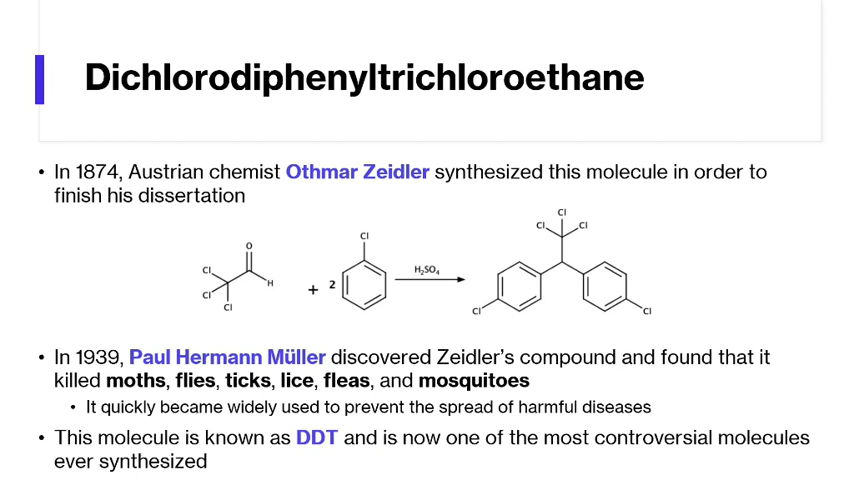 Dichlorodiphenyltrichloroethane
• In 1874, Austrian chemist Othmar Zeidler synthesized this molecule in order to
finish his dissertation
Cl
Cl
Cl
O
H
+ 2
Cl
H₂SO₄
Cl
Cl
Cl
Cl
Cl
• In 1939, Paul Hermann Müller discovered Zeidler's compound and found that it
killed moths, flies, ticks, lice, fleas, and mosquitoes
• It quickly became widely used to prevent the spread of harmful diseases
• This molecule is known as DDT and is now one of the most controversial molecules
ever synthesized